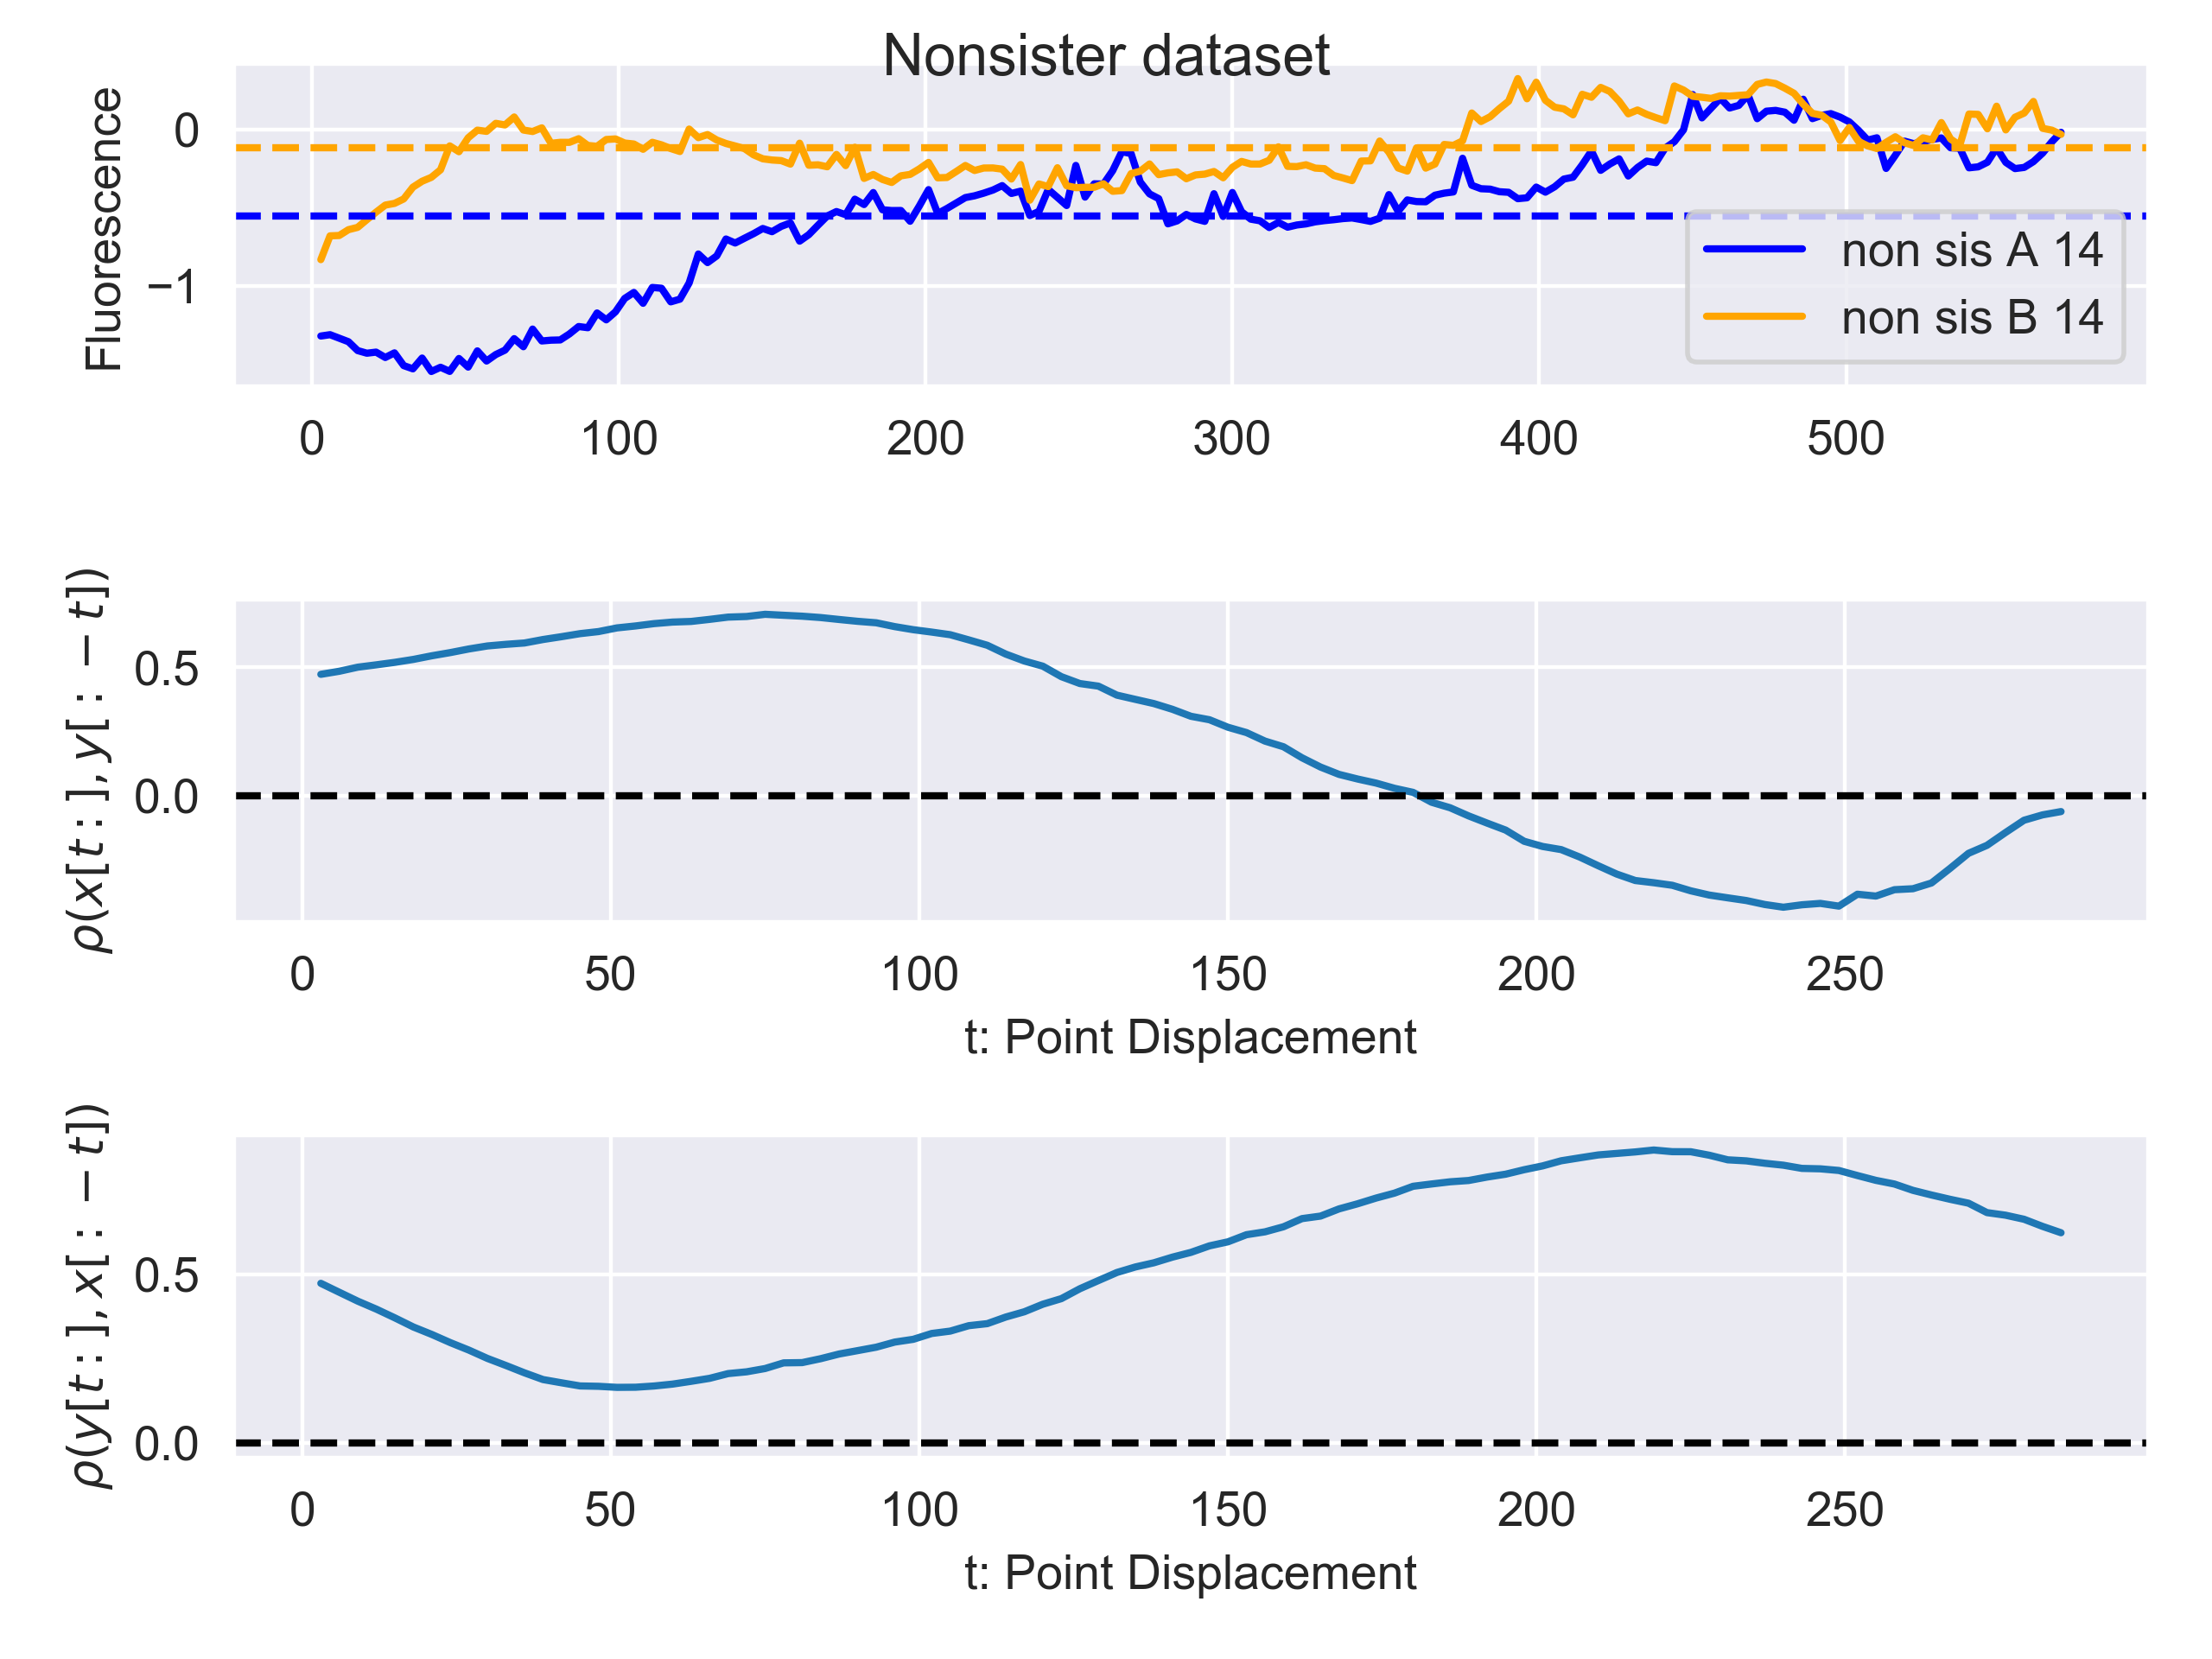 Nonsister dataset
Fluorescence
0
−1
non sis A 14
non sis B 14
0 100 200 300 400 500
ρ(x[t:], y[: − t])
0.5
0.0
0 50 100 150 200 250
t: Point Displacement
ρ(y[t:], x[: − t])
0.5
0.0
0 50 100 150 200 250
t: Point Displacement